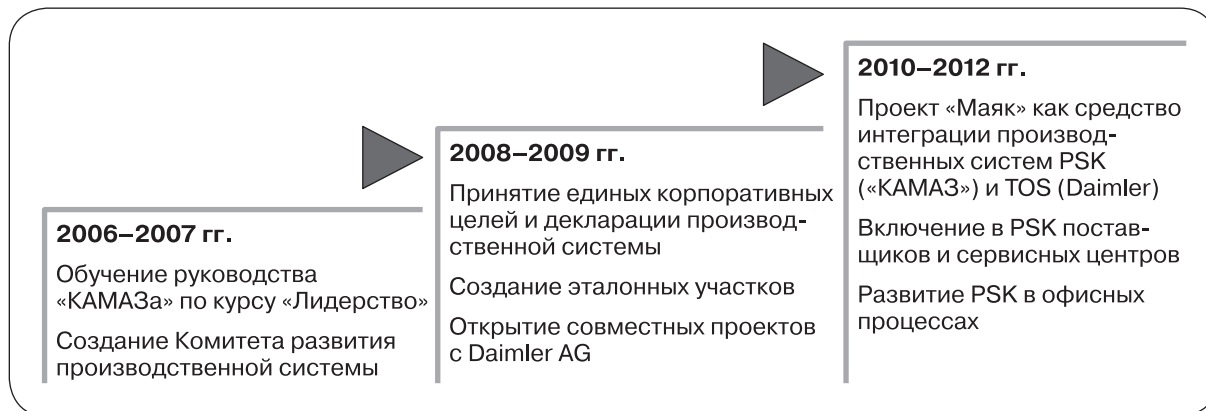 2006–2007 гг.
Обучение руководства
«КАМАЗа» по курсу «Лидерство»
Создание Комитета развития
производственной системы
2008–2009 гг.
Принятие единых корпоративных
целей и декларации производ-
ственной системы
Создание эталонных участков
Открытие совместных проектов
с Daimler AG
2010–2012 гг.
Проект «Маяк» как средство
интеграции производ-
ственных систем PSK
(«КАМАЗ») и TOS (Daimler)
Включение в PSK постав-
щиков и сервисных центров
Развитие PSK в офисных
процессах